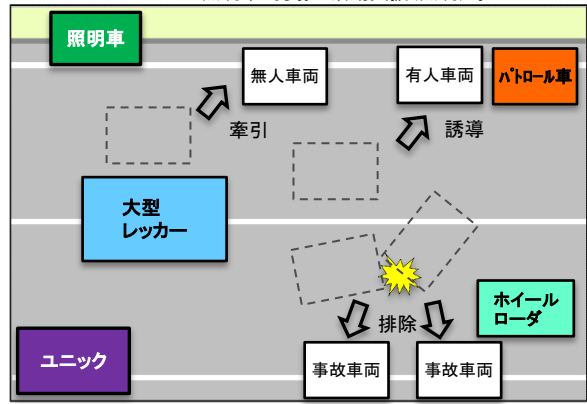 照明車
無人車両
有人車両
パトロール車
牽引
誘導
大型
レッカー
ホイール
ローダ
排除
ユニック
事故車両
事故車両